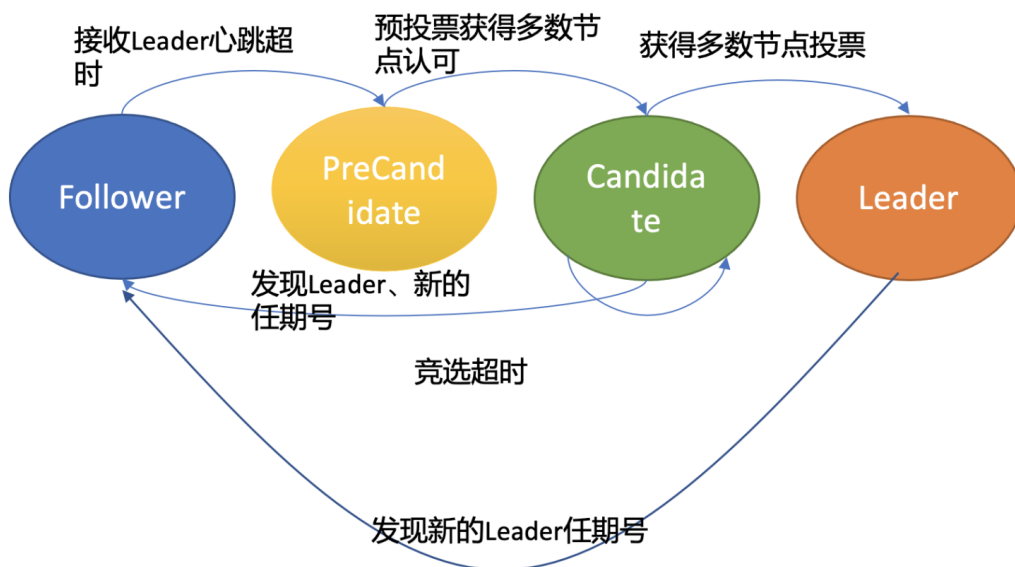 接收Leader心跳超
时
预投票获得多数节
点认可
获得多数节点投票
Follower
PreCand
idate
Candida
te
Leader
发现Leader、新的
任期号
竞选超时
发现新的Leader任期号